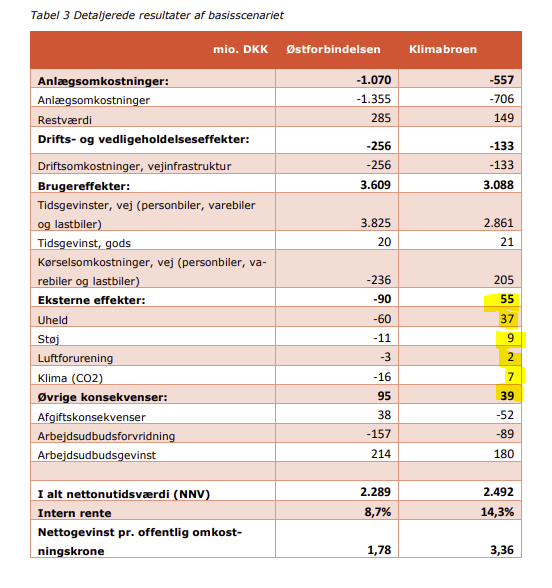 Tabel 3 Detaljerede resultater af basisscenariet
mio. DKK Østforbindelsen Klimabroen
Anlægsomkostninger: -1.070 -557
Anlægsomkostninger -1.355 -706
Restværdi 285 149
Drifts- og vedligeholdelseseffekter:
-256 -133
Driftsomkostninger, vejinfrastruktur -256 -133
Brugereffekter: 3.609 3.088
Tidsgevinster, vej (personbiler, varebiler
og lastbiler) 3.825 2.861
Tidsgevinst, gods 20 21
Kørselsomkostninger, vej (personbiler, va-
rebiler og lastbiler) -236 205
Eksterne effekter: -90 55
Uheld -60 37
Støj -11 9
Luftforurening -3 2
Klima (CO2) -16 7
Øvrige konsekvenser: 95 39
Afgiftskonsekvenser 38 -52
Arbejdsudbudsforvridning -157 -89
Arbejdsudbudsgevinst 214 180
I alt nettonutidsværdi (NNV) 2.289 2.492
Intern rente 8,7% 14,3%
Nettogevinst pr. offentlig omkost-
ningskrone 1,78 3,36